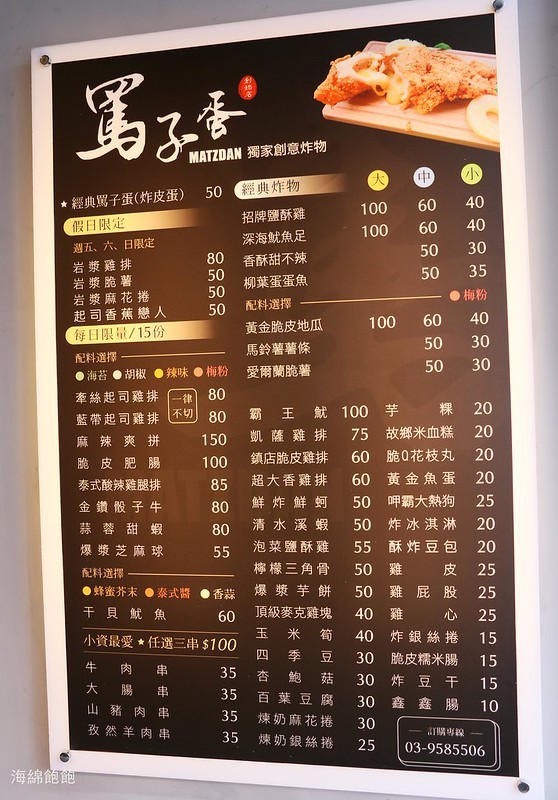 罵子蛋
創始店
MATZDAN 獨家創意炸物
★ 經典罵子蛋(炸皮蛋) 50
假日限定
週五、六、日限定
岩漿雞排 80
岩漿脆薯 50
岩漿麻花捲 50
起司香蕉戀人 50
每日限量/15份
配料選擇
海苔 胡椒 辣味 梅粉
牽絲起司雞排 80
藍帶起司雞排 80
一律不切
麻辣爽拼 150
脆皮肥腸 100
泰式酸辣雞腿排 85
金鑽骰子牛 80
蒜蓉甜蝦 80
爆漿芝麻球 55
配料選擇
蜂蜜芥末 泰式醬 香蒜
干貝魷魚 60
小資最愛★任選三串 $100
牛肉串 35
大腸串 35
山豬肉串 35
孜然羊肉串 35
經典炸物 大 中 小
招牌鹽酥雞 100 60 40
深海魷魚足 100 60 40
香酥甜不辣 50 30
柳葉蛋蛋魚 50 35
配料選擇 梅粉
黃金脆皮地瓜 100 60 40
馬鈴薯薯條 50 30
愛爾蘭脆薯 50 30
霸王魷 100
凱薩雞排 75
鎮店脆皮雞排 60
超大香雞排 60
鮮炸鮮蚵 50
清水溪蝦 50
泡菜鹽酥雞 55
檸檬三角骨 50
爆漿芋餅 50
頂級麥克雞塊 40
玉米筍 40
四季豆 30
杏鮑菇 30
百葉豆腐 30
煉奶麻花捲 30
煉奶銀絲捲 25
芋粿 20
故鄉米血糕 20
脆Q花枝丸 20
黃金魚蛋 20
呷霸大熱狗 25
炸冰淇淋 20
酥炸豆包 20
雞皮 25
雞屁股 25
雞心 25
炸銀絲捲 15
脆皮糯米腸 15
炸豆干 15
鑫鑫腸 10
訂購專線
03-9585506
海綿飽飽